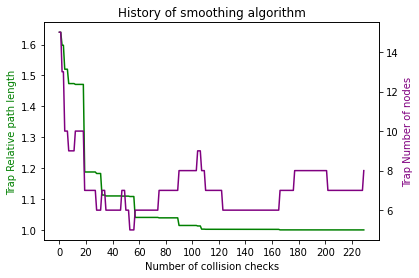 History of smoothing algorithm
Trap Relative path length
1.6
1.5
1.4
1.3
1.2
1.1
1.0
14
12
10
8
6
Trap Number of nodes
0 20 40 60 80 100 120 140 160 180 200 220
Number of collision checks